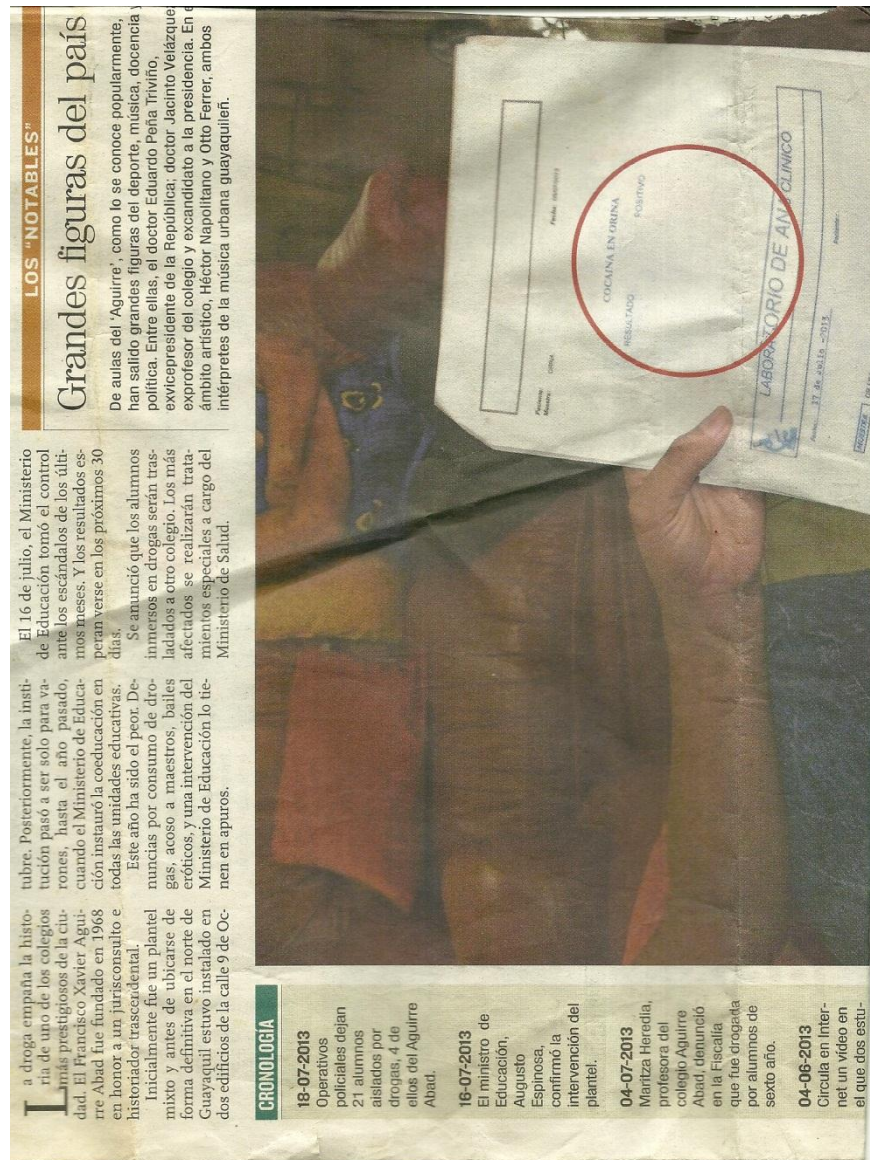 La droga empaña la histo-
ria de uno de los colegios
más prestigiosos de la ciu-
dad. El Francisco Xavier Agui-
rre Abad fue fundado en 1968
en honor a un jurisconsulto e
historiador trascendental.
Inicialmente fue un plantel
mixto y antes de ubicarse de
forma definitiva en el norte de
Guayaquil estuvo instalado en
dos edificios de la calle 9 de Oc-
tubre. Posteriormente, la insti-
tución pasó a ser solo para va-
rones, hasta el año pasado,
cuando el Ministerio de Educa-
ción instauró la coeducación en
todas las unidades educativas.
Este año ha sido el peor. De-
nuncias por consumo de dro-
gas, acoso a maestros, bailes
eróticos, y una intervención del
Ministerio de Educación lo tie-
nen en apuros.
El 16 de julio, el Ministerio
de Educación tomó el control
ante los escándalos de los últi-
mos meses. Y los resultados es-
peran verse en los próximos 30
días.
Se anunció que los alumnos
inmersos en drogas serán tras-
ladados a otro colegio. Los más
afectados se realizarán trata-
mientos especiales a cargo del
Ministerio de Salud.
LOS "NOTABLES"
Grandes figuras del país
De aulas del 'Aguirre', como lo se conoce popularmente,
han salido grandes figuras del deporte, música, docencia y
política. Entre ellas, el doctor Eduardo Peña Triviño,
exvicepresidente de la República; doctor Jacinto Velázquez
exprofesor del colegio y excandidato a la presidencia. En e
ámbito artístico, Héctor Napolitano y Otto Ferrer, ambos
intérpretes de la música urbana guayaquileñ.
CRONOLOGÍA
18-07-2013
Operativos
policiales dejan
21 alumnos
aislados por
drogas, 4 de
ellos del Aguirre
Abad.
16-07-2013
El ministro de
Educación,
Augusto
Espinosa,
confirmó la
intervención del
plantel.
04-07-2013
Maritza Heredia,
profesora del
colegio Aguirre
Abad, denunció
en la Fiscalía
que fue drogada
por alumnos de
sexto año.
04-06-2013
Circula en Inter-
net un vídeo en
el que dos estu-
Paciente:
Muestra: ORINA Fecha:
COCAINA EN ORINA
RESULTADO POSITIVO
LABORATORIO DE ANA CLINICO
17 de Julio -2013
MUESTRA